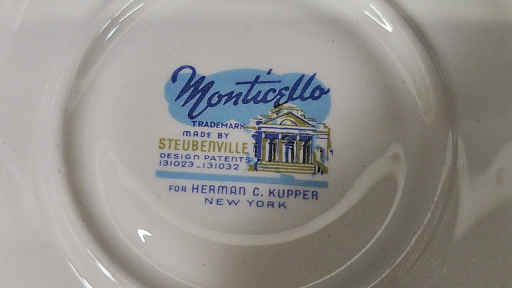 Monticello
TRADEMARK
MADE BY
STEUBENVILLE
DESIGN PATENTS
131023-131032
FOR HERMAN C. KUPPER
NEW YORK